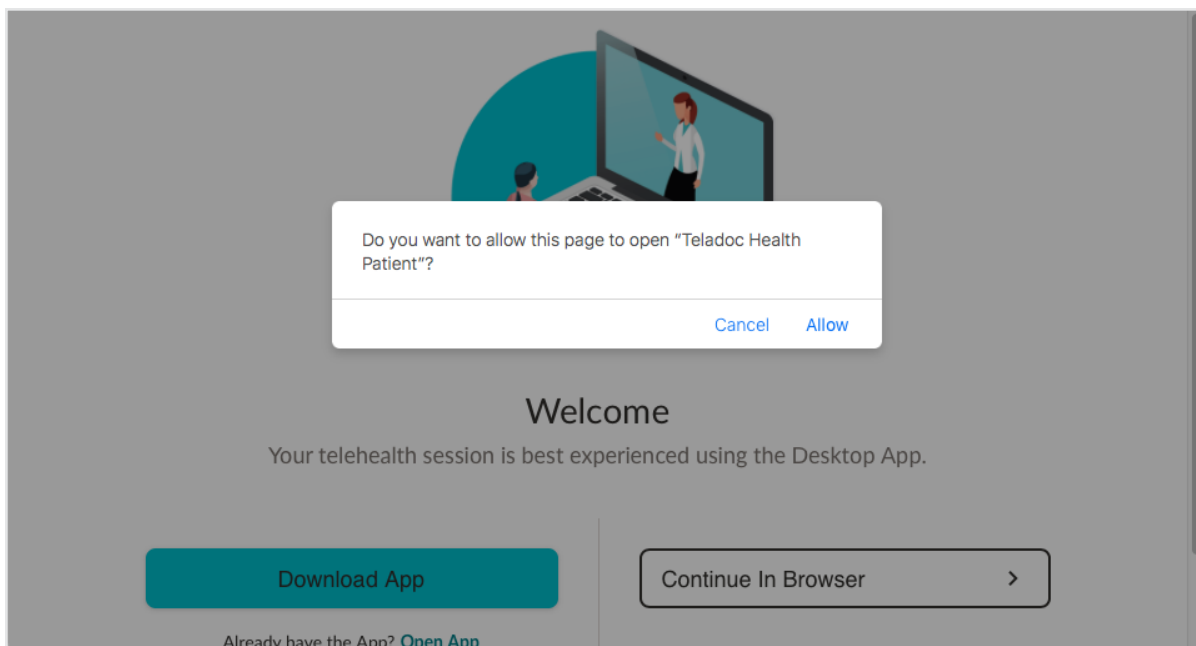 Do you want to allow this page to open “Teladoc Health
Patient”?
Cancel Allow
Welcome
Your telehealth session is best experienced using the Desktop App.
Download App
Continue In Browser
Already have the App? Open App